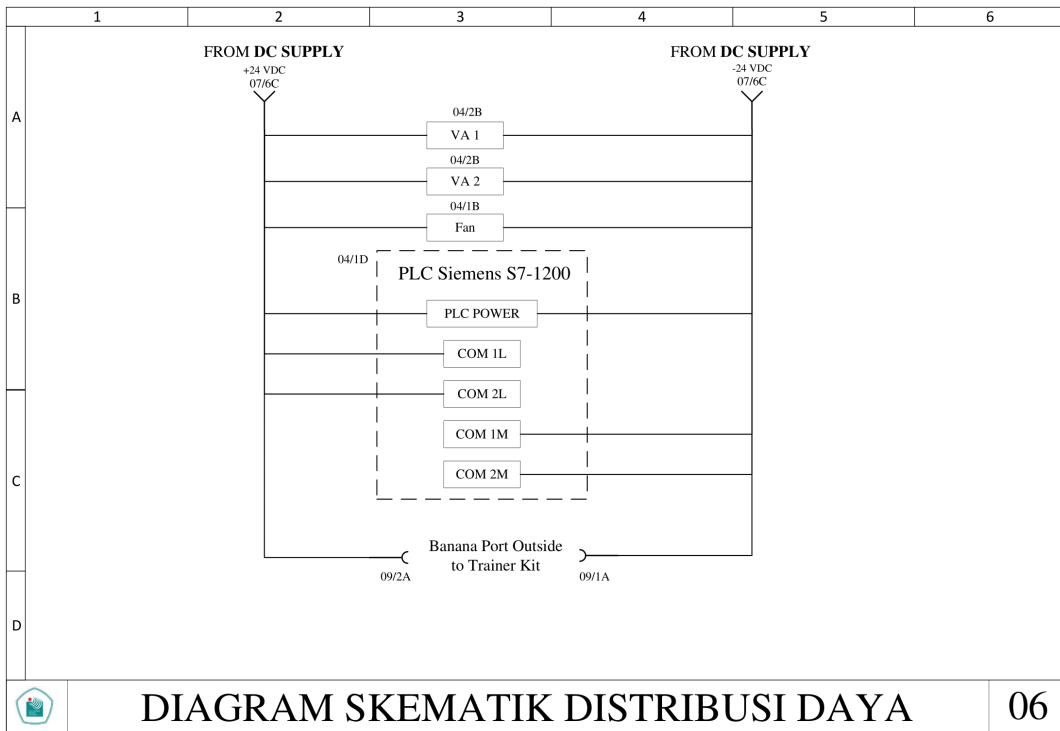 1 2 3 4 5 6
FROM DC SUPPLY
+24 VDC
07/6C
FROM DC SUPPLY
-24 VDC
07/6C
A
04/2B
VA 1
04/2B
VA 2
04/1B
Fan
04/1D
PLC Siemens S7-1200
B
PLC POWER
COM 1L
COM 2L
COM 1M
C
COM 2M
Banana Port Outside
to Trainer Kit
09/2A
09/1A
D
DIAGRAM SKEMATIK DISTRIBUSI DAYA
06